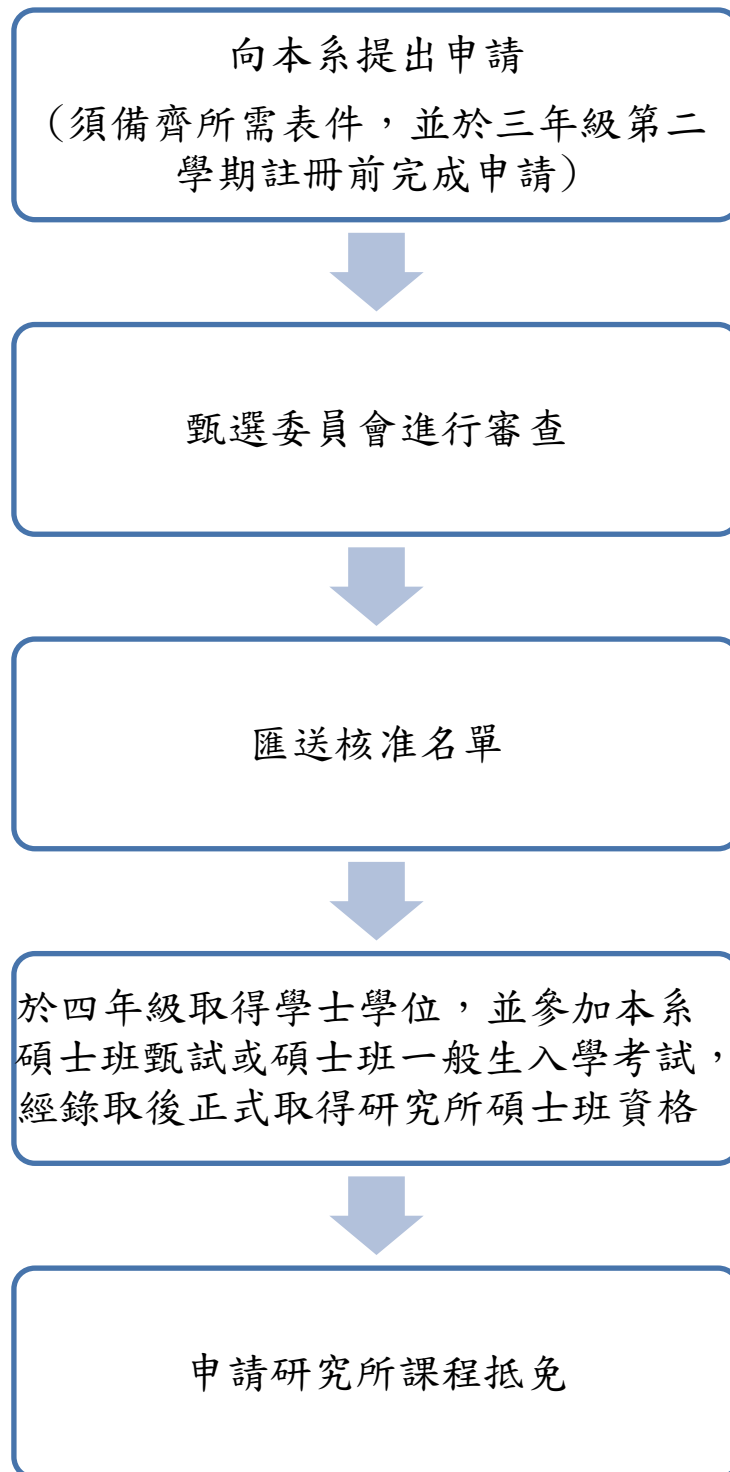 向本系提出申請
（須備齊所需表件，並於三年級第二
學期註冊前完成申請）
甄選委員會進行審查
匯送核准名單
於四年級取得學士學位，並參加本系
碩士班甄試或碩士班一般生入學考試，
經錄取後正式取得研究所碩士班資格
申請研究所課程抵免